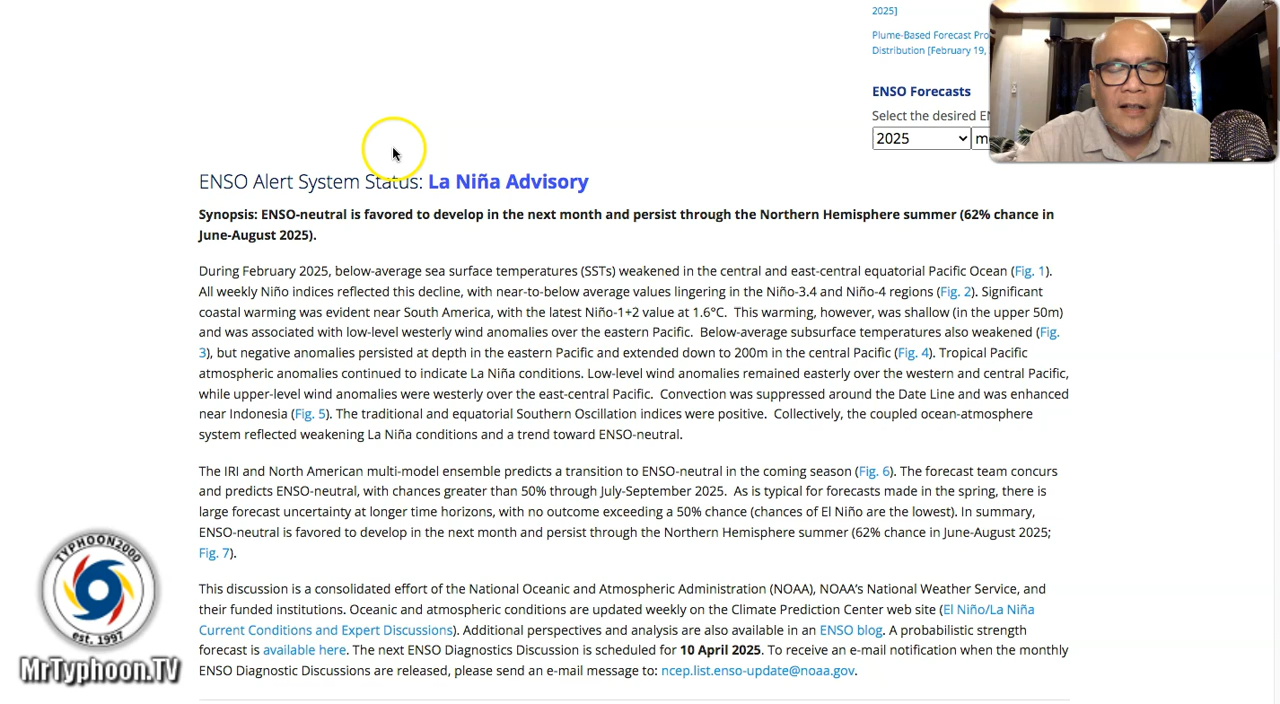 2025]
Plume-Based Forecast Pro
Distribution [February 19,
ENSO Forecasts
Select the desired EN
2025
m
ENSO Alert System Status: La Niña Advisory
Synopsis: ENSO-neutral is favored to develop in the next month and persist through the Northern Hemisphere summer (62% chance in
June-August 2025).
During February 2025, below-average sea surface temperatures (SSTs) weakened in the central and east-central equatorial Pacific Ocean (Fig. 1).
All weekly Niño indices reflected this decline, with near-to-below average values lingering in the Niño-3.4 and Niño-4 regions (Fig. 2). Significant
coastal warming was evident near South America, with the latest Niño-1+2 value at 1.6°C. This warming, however, was shallow (in the upper 50m)
and was associated with low-level westerly wind anomalies over the eastern Pacific. Below-average subsurface temperatures also weakened (Fig.
3), but negative anomalies persisted at depth in the eastern Pacific and extended down to 200m in the central Pacific (Fig. 4). Tropical Pacific
atmospheric anomalies continued to indicate La Niña conditions. Low-level wind anomalies remained easterly over the western and central Pacific,
while upper-level wind anomalies were westerly over the east-central Pacific. Convection was suppressed around the Date Line and was enhanced
near Indonesia (Fig. 5). The traditional and equatorial Southern Oscillation indices were positive. Collectively, the coupled ocean-atmosphere
system reflected weakening La Niña conditions and a trend toward ENSO-neutral.
The IRI and North American multi-model ensemble predicts a transition to ENSO-neutral in the coming season (Fig. 6). The forecast team concurs
and predicts ENSO-neutral, with chances greater than 50% through July-September 2025. As is typical for forecasts made in the spring, there is
large forecast uncertainty at longer time horizons, with no outcome exceeding a 50% chance (chances of El Niño are the lowest). In summary,
ENSO-neutral is favored to develop in the next month and persist through the Northern Hemisphere summer (62% chance in June-August 2025;
Fig. 7).
This discussion is a consolidated effort of the National Oceanic and Atmospheric Administration (NOAA), NOAA's National Weather Service, and
their funded institutions. Oceanic and atmospheric conditions are updated weekly on the Climate Prediction Center web site (El Niño/La Niña
Current Conditions and Expert Discussions). Additional perspectives and analysis are also available in an ENSO blog. A probabilistic strength
forecast is available here. The next ENSO Diagnostics Discussion is scheduled for 10 April 2025. To receive an e-mail notification when the monthly
ENSO Diagnostic Discussions are released, please send an e-mail message to: ncep.list.enso-update@noaa.gov.
TYPHOON2000
est. 1997
MrTyphoon.TV